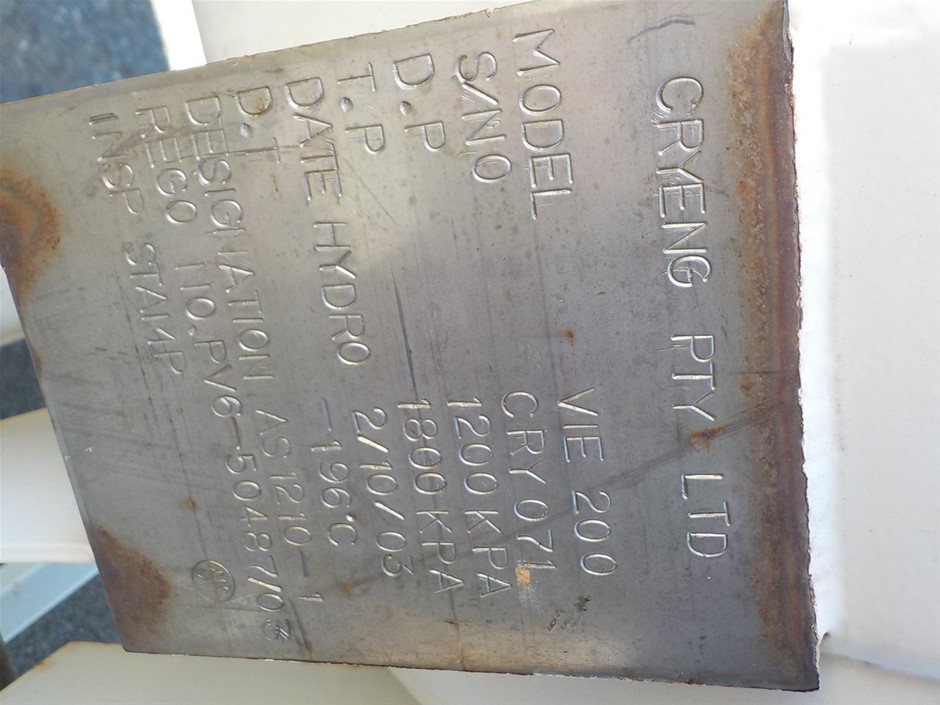 CRYENG PTY LTD
MODEL VIE 200
S/NO CRY 071
D.P 1200 KPA
T.P 1800 KPA
DATE HYDRO 2/10/03
D.T -196°C
DESIGNATION AS1210-1
REGO NO. PV6-50487/03
INSP STAMP